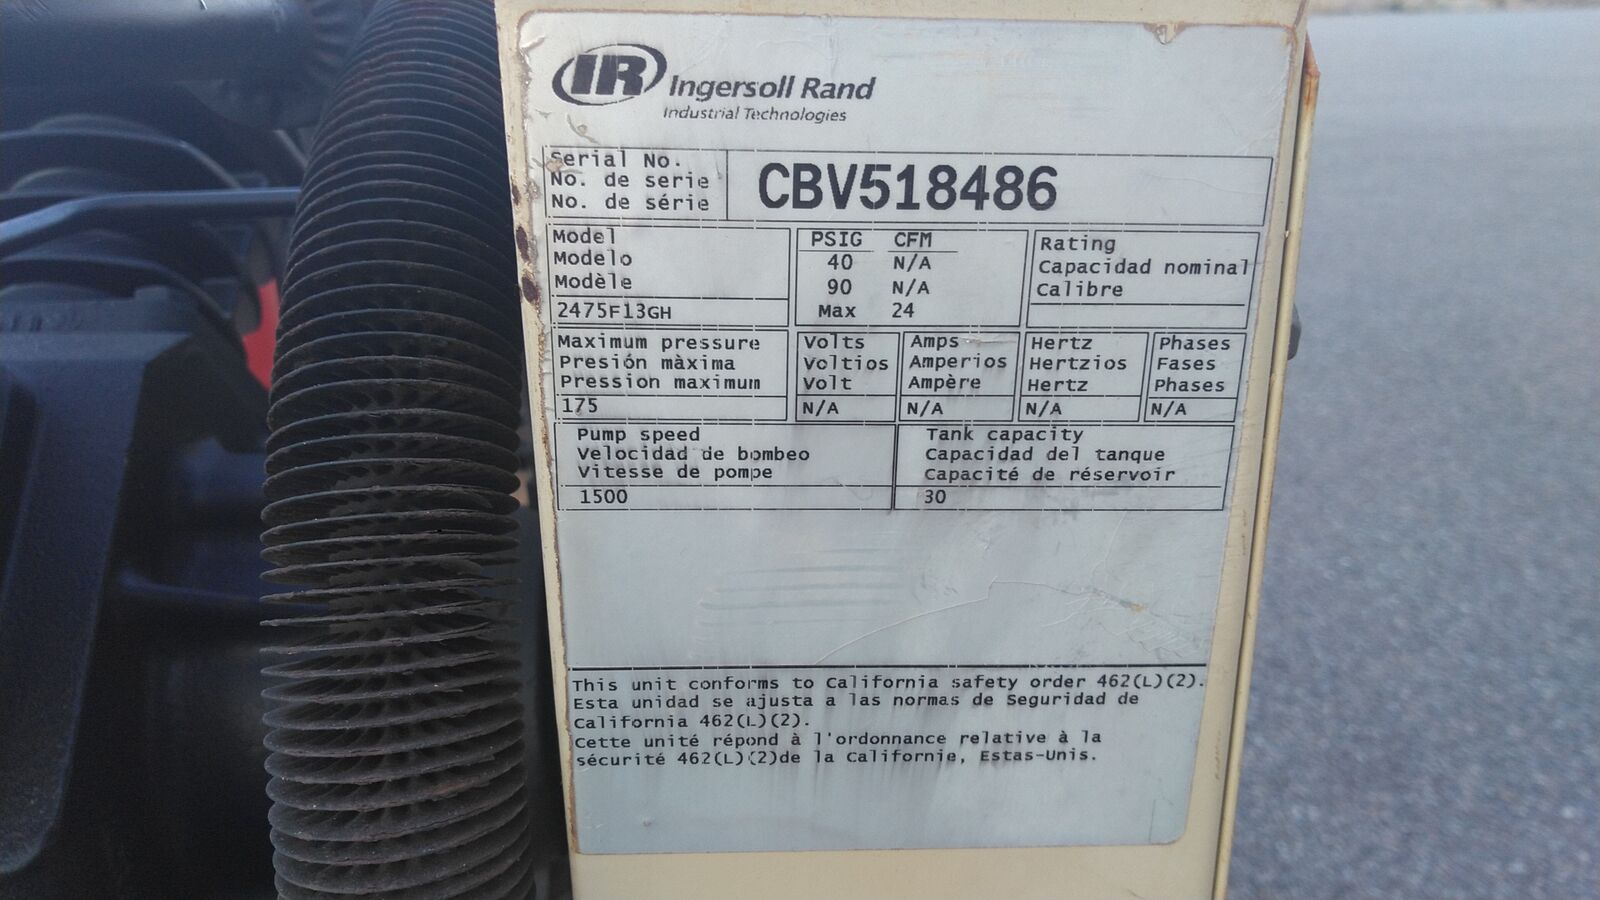 IR Ingersoll Rand
Industrial Technologies
Serial No.
No. de serie
No. de série
CBV518486
Model
Modelo
Modèle
2475F13GH
PSIG CFM
40 N/A
90 N/A
Max 24
Rating
Capacidad nominal
Calibre
Maximum pressure
Presión màxima
Pression maximum
175
Volts
Voltios
Volt
N/A
Amps
Amperios
Ampère
N/A
Hertz
Hertzios
Hertz
N/A
Phases
Fases
Phases
N/A
Pump speed
Velocidad de bombeo
Vitesse de pompe
1500
Tank capacity
Capacidad del tanque
Capacité de réservoir
30
This unit conforms to California safety order 462(L)(2).
Esta unidad se ajusta a las normas de Seguridad de
California 462(L)(2).
Cette unité répond à l'ordonnance relative à la
sécurité 462(L)(2)de la Californie, Estas-Unis.